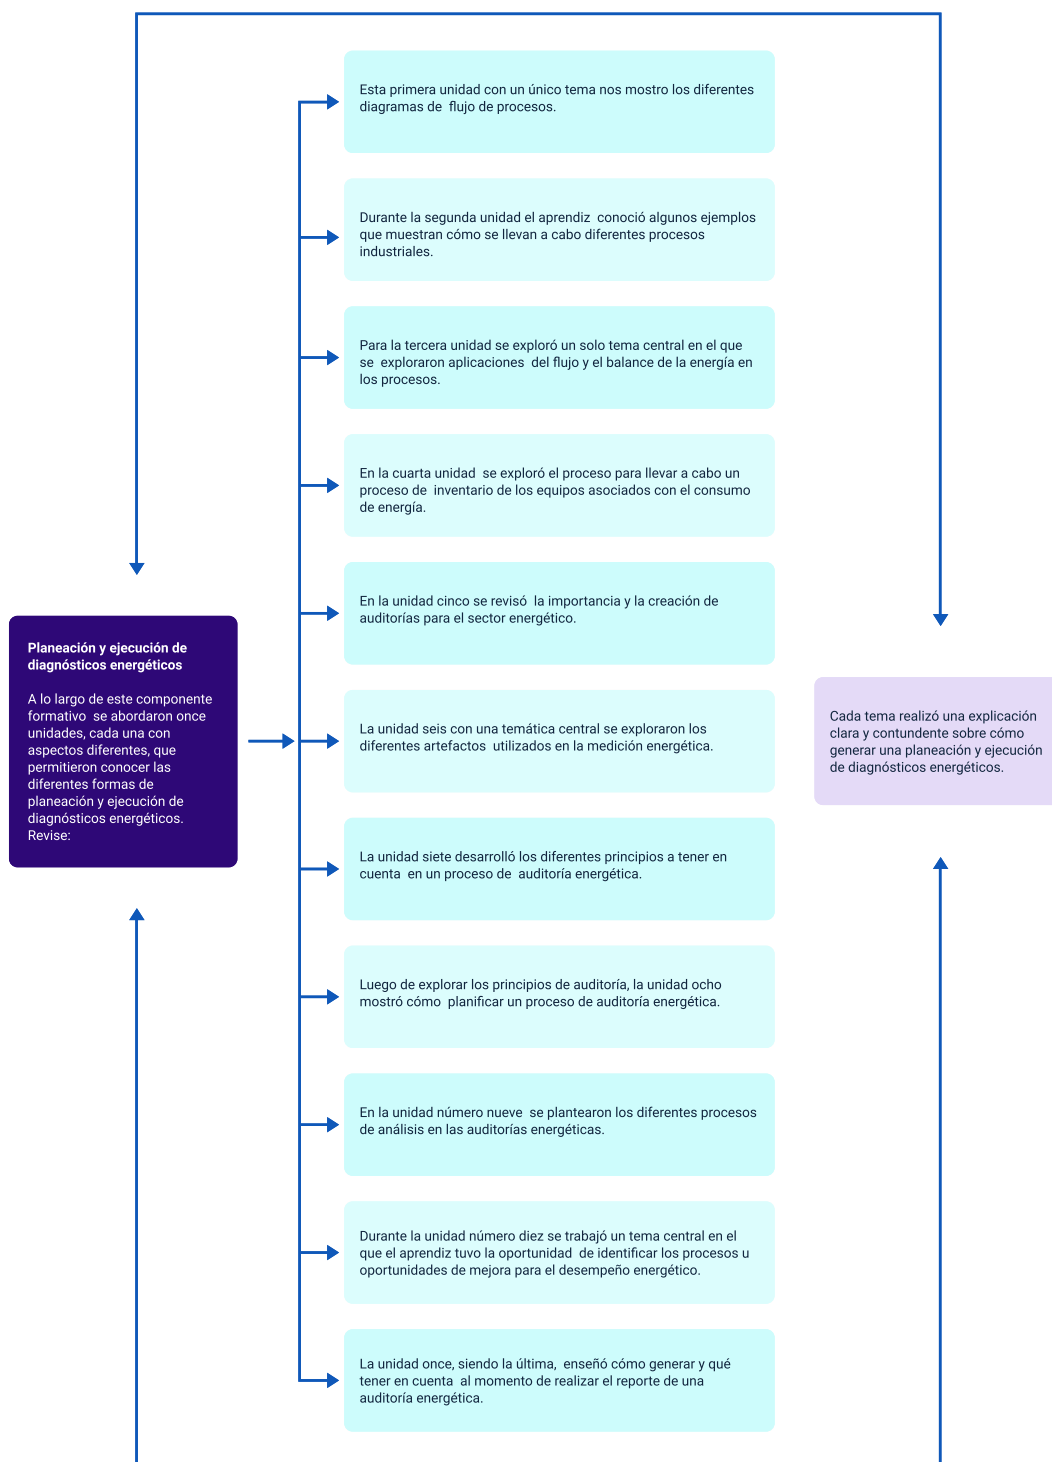 Planeación y ejecución de
diagnósticos energéticos
A lo largo de este componente
formativo  se abordaron once
unidades, cada una con
aspectos diferentes, que
permitieron conocer las
diferentes formas de
planeación y ejecución de
diagnósticos energéticos.
Revise:
Esta primera unidad con un único tema nos mostro los diferentes
diagramas de  flujo de procesos.
Durante la segunda unidad el aprendiz  conoció algunos ejemplos
que muestran cómo se llevan a cabo diferentes procesos
industriales.
Para la tercera unidad se exploró un solo tema central en el que
se  exploraron aplicaciones  del flujo y el balance de la energía en
los procesos.
En la cuarta unidad  se exploró el proceso para llevar a cabo un
proceso de  inventario de los equipos asociados con el consumo
de energía.
En la unidad cinco se revisó  la importancia y la creación de
auditorías para el sector energético.
La unidad seis con una temática central se exploraron los
diferentes artefactos  utilizados en la medición energética.
La unidad siete desarrolló los diferentes principios a tener en
cuenta  en un proceso de  auditoría energética.
Luego de explorar los principios de auditoría, la unidad ocho
mostró cómo  planificar un proceso de auditoría energética.
En la unidad número nueve  se plantearon los diferentes procesos
de análisis en las auditorías energéticas.
Durante la unidad número diez se trabajó un tema central en el
que el aprendiz tuvo la oportunidad  de identificar los procesos u
oportunidades de mejora para el desempeño energético.
La unidad once, siendo la última,  enseñó cómo generar y qué
tener en cuenta  al momento de realizar el reporte de una
auditoría energética.
Cada tema realizó una explicación
clara y contundente sobre cómo
generar una planeación y ejecución
de diagnósticos energéticos.